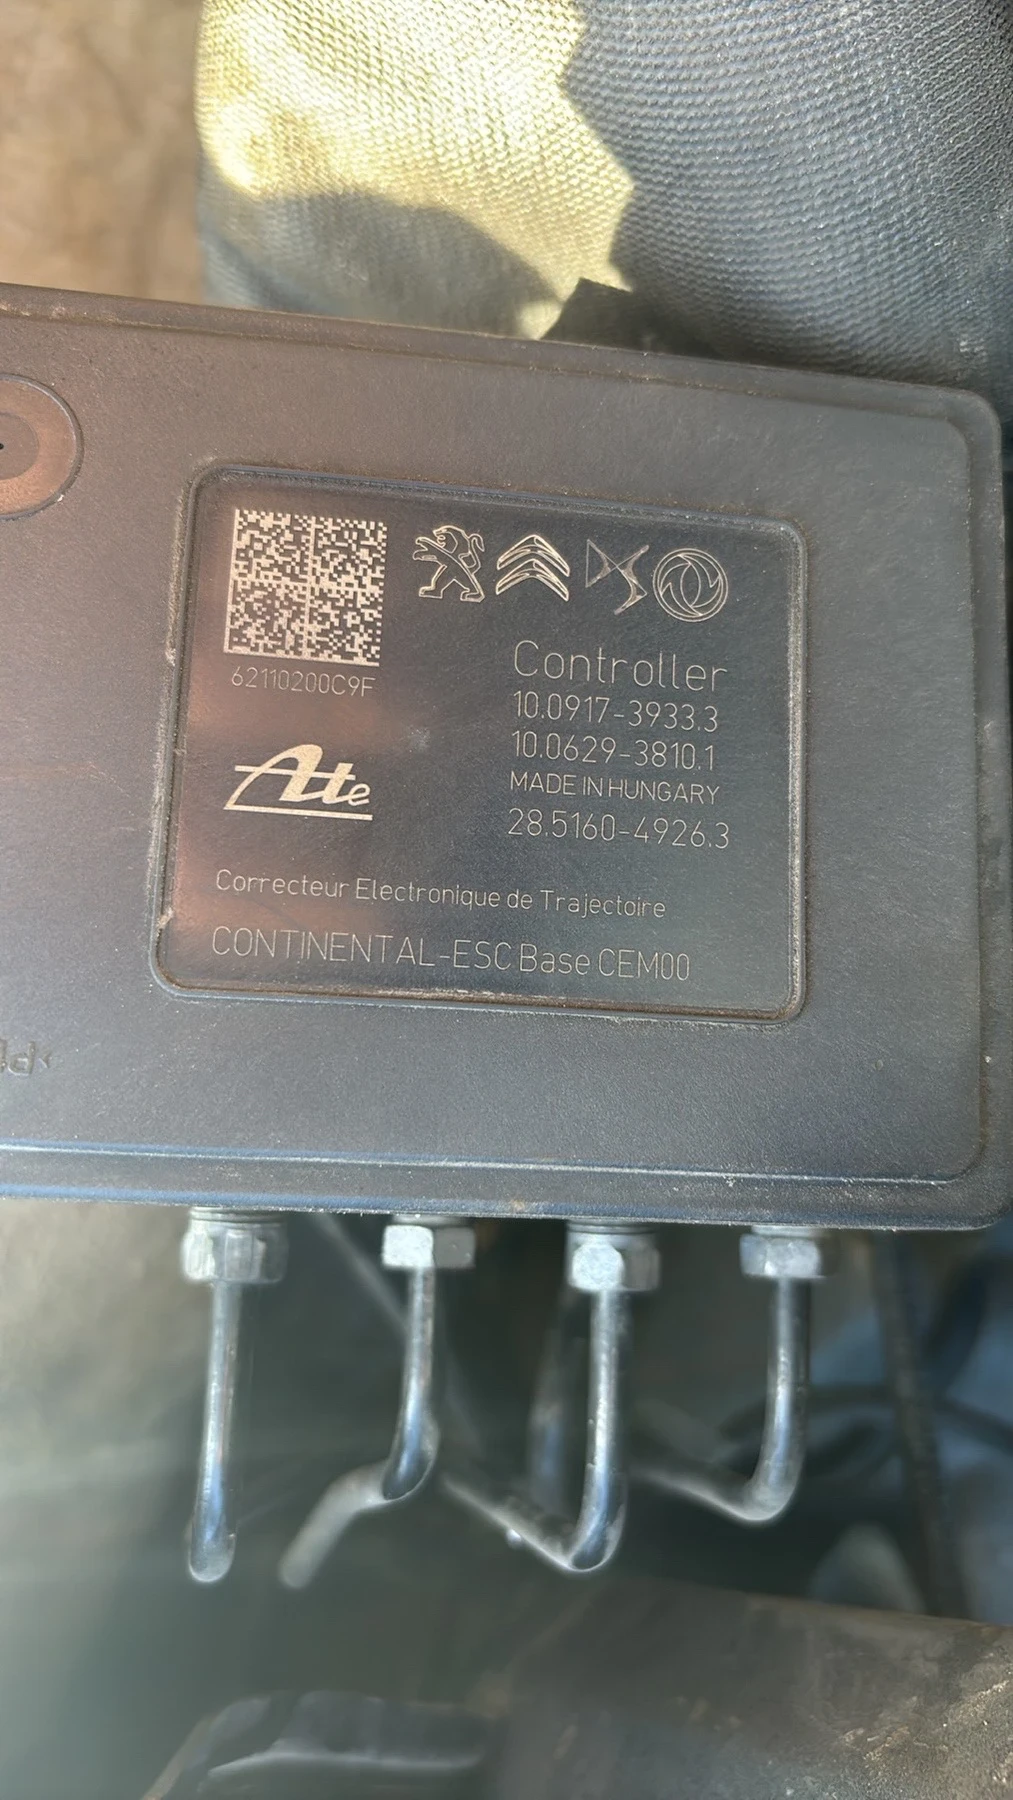 62110200C9F
Controller
10.0917-3933.3
10.0629-3810.1
MADE IN HUNGARY
28.5160-4926.3
Ate
Correcteur Electronique de Trajectoire
CONTINENTAL-ESC Base CEM00